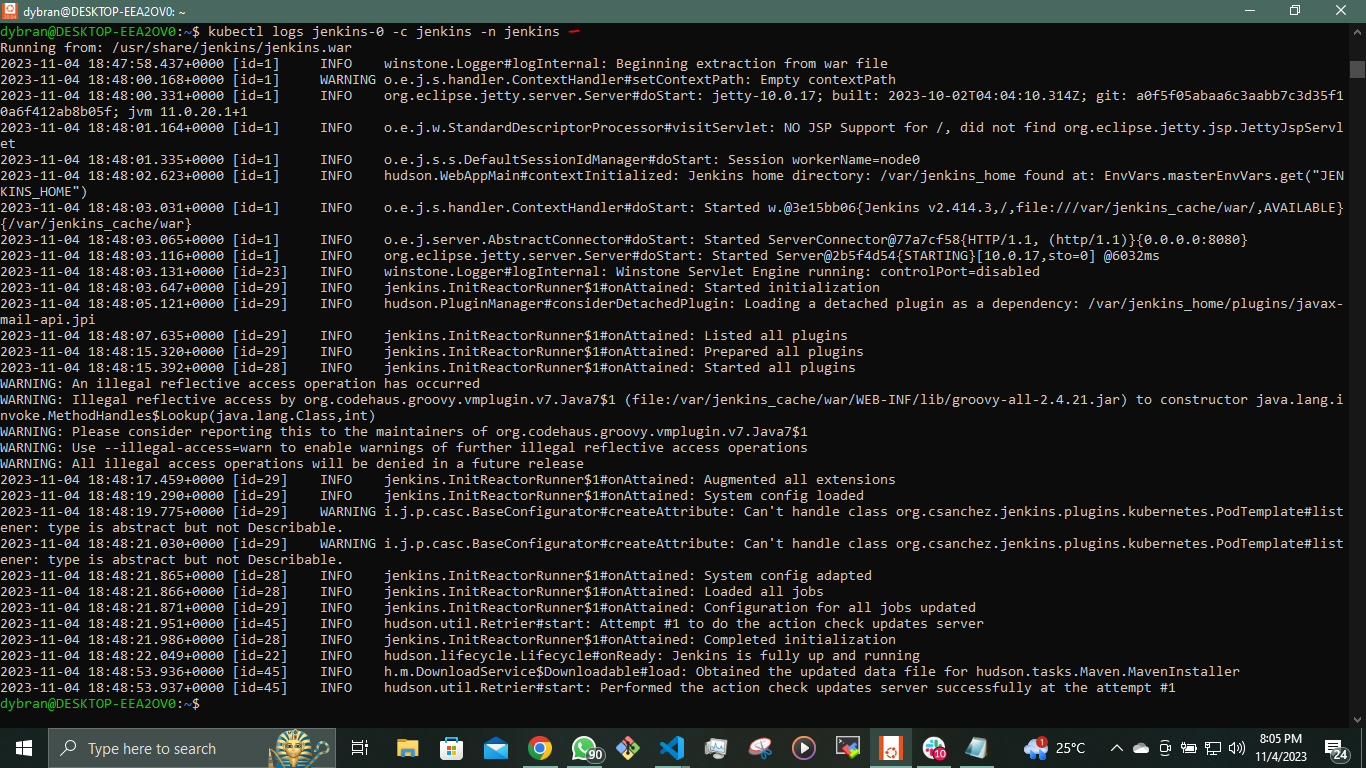 dybran@DESKTOP-EEA2OV0: ~
dybran@DESKTOP-EEA2OV0:~$ kubectl logs jenkins-0 -c jenkins -n jenkins
Running from: /usr/share/jenkins/jenkins.war
2023-11-04 18:47:58.437+0000 [id=1]     INFO    winstone.Logger#logInternal: Beginning extraction from war file
2023-11-04 18:48:00.168+0000 [id=1]     WARNING o.e.j.s.handler.ContextHandler#setContextPath: Empty contextPath
2023-11-04 18:48:00.331+0000 [id=1]     INFO    org.eclipse.jetty.server.Server#doStart: jetty-10.0.17; built: 2023-10-02T04:04:10.314Z; git: a0f5f05abaa6c3aabb7c3d35f1
0a6f412ab8b05f; jvm 11.0.20.1+1
2023-11-04 18:48:01.164+0000 [id=1]     INFO    o.e.j.w.StandardDescriptorProcessor#visitServlet: NO JSP Support for /, did not find org.eclipse.jetty.jsp.JettyJspServl
et
2023-11-04 18:48:01.335+0000 [id=1]     INFO    o.e.j.s.s.DefaultSessionIdManager#doStart: Session workerName=node0
2023-11-04 18:48:02.623+0000 [id=1]     INFO    hudson.WebAppMain#contextInitialized: Jenkins home directory: /var/jenkins_home found at: EnvVars.masterEnvVars.get("JEN
KINS_HOME")
2023-11-04 18:48:03.031+0000 [id=1]     INFO    o.e.j.s.handler.ContextHandler#doStart: Started w.@3e15bb06{Jenkins v2.414.3,/,file:///var/jenkins_cache/war/,AVAILABLE}
{/var/jenkins_cache/war}
2023-11-04 18:48:03.065+0000 [id=1]     INFO    o.e.j.server.AbstractConnector#doStart: Started ServerConnector@77a7cf58{HTTP/1.1, (http/1.1)}{0.0.0.0:8080}
2023-11-04 18:48:03.116+0000 [id=1]     INFO    org.eclipse.jetty.server.Server#doStart: Started Server@2b5f4d54{STARTING}[10.0.17,sto=0] @6032ms
2023-11-04 18:48:03.131+0000 [id=23]    INFO    winstone.Logger#logInternal: Winstone Servlet Engine running: controlPort=disabled
2023-11-04 18:48:03.647+0000 [id=29]    INFO    jenkins.InitReactorRunner$1#onAttained: Started initialization
2023-11-04 18:48:05.121+0000 [id=29]    INFO    hudson.PluginManager#considerDetachedPlugin: Loading a detached plugin as a dependency: /var/jenkins_home/plugins/javax-
mail-api.jpi
2023-11-04 18:48:07.635+0000 [id=29]    INFO    jenkins.InitReactorRunner$1#onAttained: Listed all plugins
2023-11-04 18:48:15.320+0000 [id=29]    INFO    jenkins.InitReactorRunner$1#onAttained: Prepared all plugins
2023-11-04 18:48:15.392+0000 [id=28]    INFO    jenkins.InitReactorRunner$1#onAttained: Started all plugins
WARNING: An illegal reflective access operation has occurred
WARNING: Illegal reflective access by org.codehaus.groovy.vmplugin.v7.Java7$1 (file:/var/jenkins_cache/war/WEB-INF/lib/groovy-all-2.4.21.jar) to constructor java.lang.i
nvoke.MethodHandles$Lookup(java.lang.Class,int)
WARNING: Please consider reporting this to the maintainers of org.codehaus.groovy.vmplugin.v7.Java7$1
WARNING: Use --illegal-access=warn to enable warnings of further illegal reflective access operations
WARNING: All illegal access operations will be denied in a future release
2023-11-04 18:48:17.459+0000 [id=29]    INFO    jenkins.InitReactorRunner$1#onAttained: Augmented all extensions
2023-11-04 18:48:19.290+0000 [id=29]    INFO    jenkins.InitReactorRunner$1#onAttained: System config loaded
2023-11-04 18:48:19.775+0000 [id=29]    WARNING i.j.p.casc.BaseConfigurator#createAttribute: Can't handle class org.csanchez.jenkins.plugins.kubernetes.PodTemplate#list
ener: type is abstract but not Describable.
2023-11-04 18:48:21.030+0000 [id=29]    WARNING i.j.p.casc.BaseConfigurator#createAttribute: Can't handle class org.csanchez.jenkins.plugins.kubernetes.PodTemplate#list
ener: type is abstract but not Describable.
2023-11-04 18:48:21.865+0000 [id=28]    INFO    jenkins.InitReactorRunner$1#onAttained: System config adapted
2023-11-04 18:48:21.866+0000 [id=28]    INFO    jenkins.InitReactorRunner$1#onAttained: Loaded all jobs
2023-11-04 18:48:21.871+0000 [id=29]    INFO    jenkins.InitReactorRunner$1#onAttained: Configuration for all jobs updated
2023-11-04 18:48:21.951+0000 [id=45]    INFO    hudson.util.Retrier#start: Attempt #1 to do the action check updates server
2023-11-04 18:48:21.986+0000 [id=28]    INFO    jenkins.InitReactorRunner$1#onAttained: Completed initialization
2023-11-04 18:48:22.049+0000 [id=22]    INFO    hudson.lifecycle.Lifecycle#onReady: Jenkins is fully up and running
2023-11-04 18:48:53.936+0000 [id=45]    INFO    h.m.DownloadService$Downloadable#load: Obtained the updated data file for hudson.tasks.Maven.MavenInstaller
2023-11-04 18:48:53.937+0000 [id=45]    INFO    hudson.util.Retrier#start: Performed the action check updates server successfully at the attempt #1
dybran@DESKTOP-EEA2OV0:~$
Type here to search
90
10
1
25°C
8:05 PM
11/4/2023
24